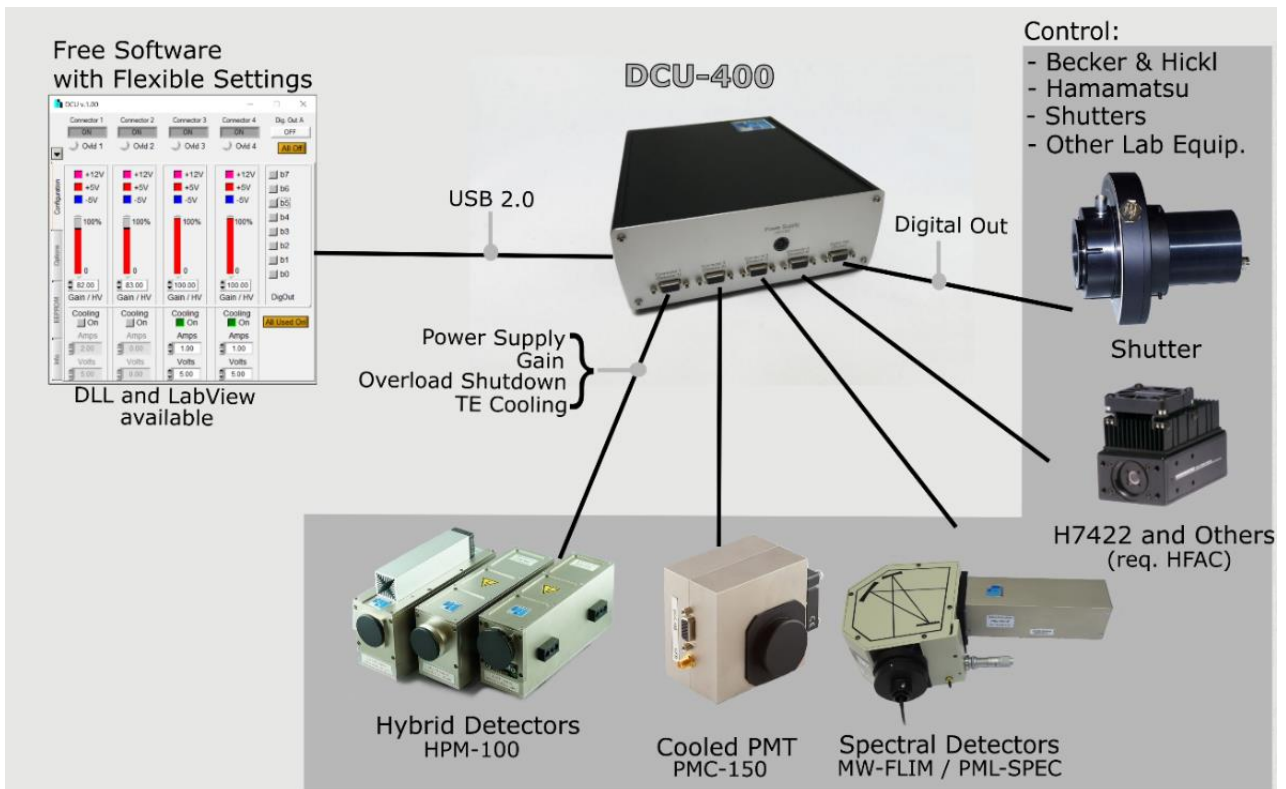 Free Software
with Flexible Settings
DCU v. 1.00
Connector 1 Connector 2 Connector 3 Connector 4 Dig. Out A
ON ON ON ON OFF
Ovld 1 Ovld 2 Ovld 3 Ovld 4 All Off
+12V +12V +12V +12V b7
+5V +5V +5V +5V b6
-5V -5V -5V -5V b5
100% 100% 100% 100% b4
b3
b2
b1
0 0 0 0 b0
82.00 83.00 100.00 100.00
Gain / HV Gain / HV Gain / HV Gain / HV DigOut
Cooling Cooling Cooling Cooling
On On On On All Used On!
Amps Amps Amps Amps
2.00 0.00 1.00 1.00
Volts Volts Volts Volts
5.00 0.00 5.00 5.00
Configuration
Options
EEPROM
Info
DLL and LabView
available
USB 2.0
DCU-400
Power Supply
Digital Out
Power Supply
Gain
Overload Shutdown
TE Cooling
Control:
- Becker & Hickl
- Hamamatsu
- Shutters
- Other Lab Equip.
Shutter
H7422 and Others
(req. HFAC)
Hybrid Detectors
HPM-100
Cooled PMT
PMC-150
Spectral Detectors
MW-FLIM / PML-SPEC